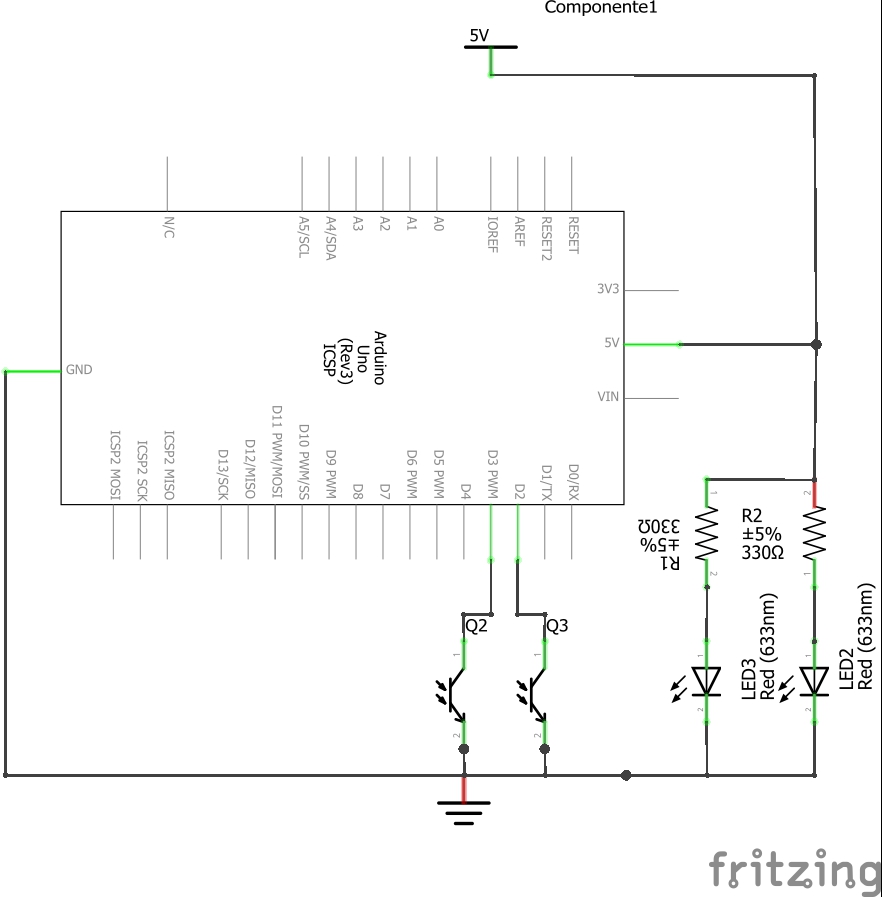 Componente1
5V
N/C
A5/SCL
A4/SDA
A3
A2
A1
A0
IOREF
AREF
RESET2
RESET
3V3
5V
VIN
GND
Arduino
Uno
(Rev3)
ICSP
ICSP2 MOSI
ICSP2 SCK
ICSP2 MISO
D13/SCK
D12/MISO
D11 PWM/MOSI
D10 PWM/SS
D9 PWM
D8
D7
D6 PWM
D5 PWM
D4
D3 PWM
D2
D1/TX
D0/RX
1
2
R1
±5%
330Ω
2
1
R2
±5%
330Ω
Q2
1
2
Q3
1
2
1
2
LED3
Red (633nm)
1
2
LED2
Red (633nm)
fritzing